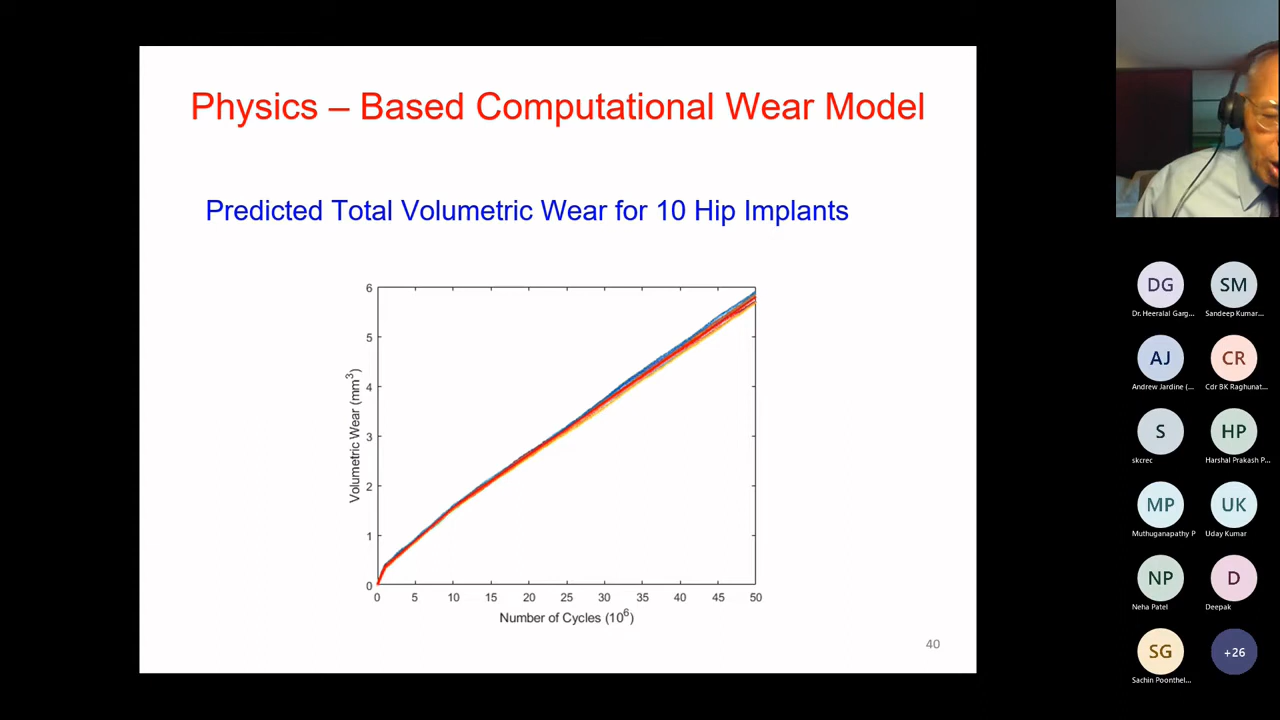 Physics – Based Computational Wear Model
Predicted Total Volumetric Wear for 10 Hip Implants
6
5
4
3
2
1
0
Volumetric Wear (mm³)
0 5 10 15 20 25 30 35 40 45 50
Number of Cycles (10⁶)
40
DG SM
Dr. Heeralal Garg... Sandeep Kumar...
AJ CR
Andrew Jardine (... Cdr BK Raghunat...
S HP
skcrec Harshal Prakash P...
MP UK
Muthuganapathy P Uday Kumar
NP D
Neha Patel Deepak
SG +26
Sachin Poonthel...